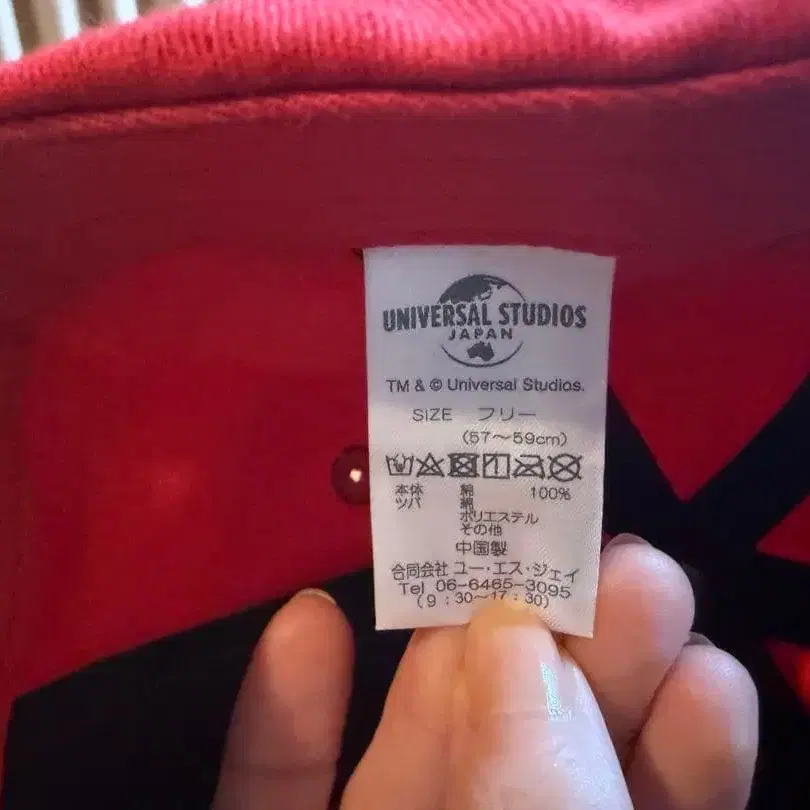 UNIVERSAL STUDIOS
JAPAN
TM & © Universal Studios.
SIZE フリー
(57〜59cm)
本体 綿 100%
ツバ 綿
ポリエステル
その他
中国製
合同会社 ユー・エス・ジェイ
Tel 06-6465-3095
(9:30〜17:30)